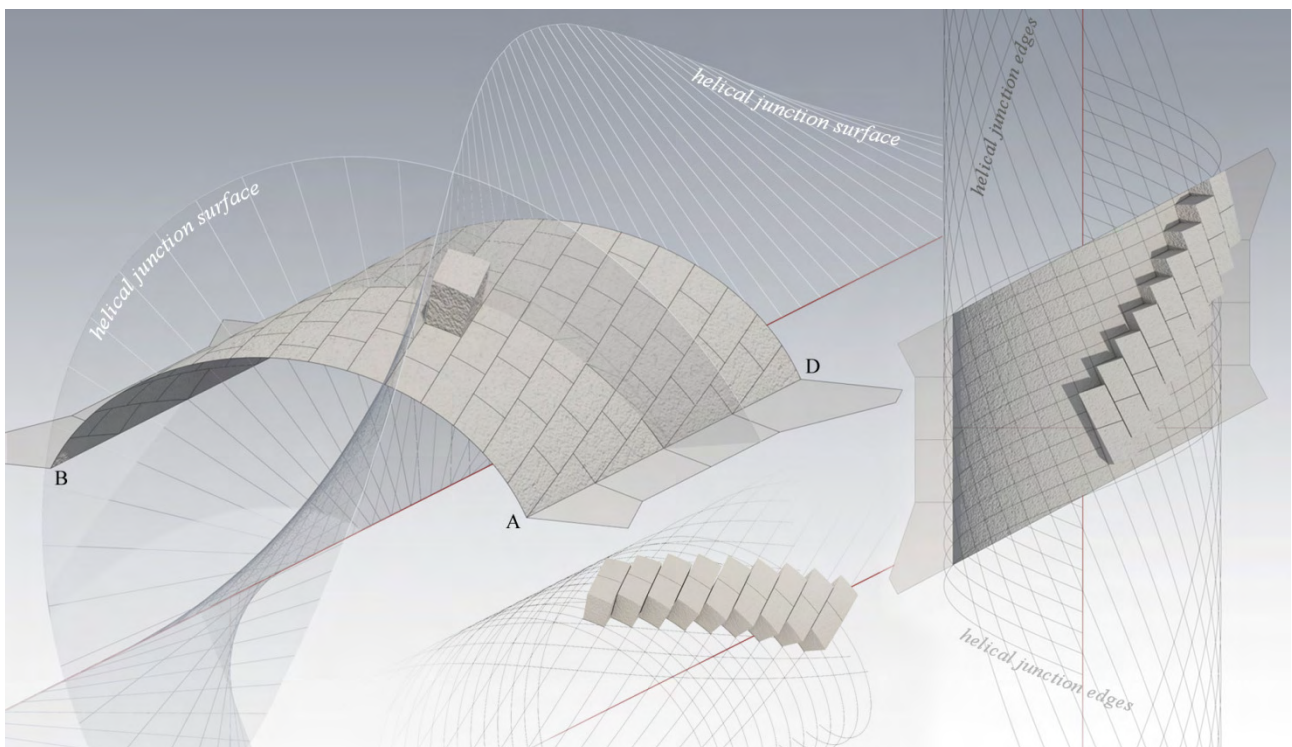 helical junction surface
helical junction edges
helical junction surface
D
B
A
helical junction edges